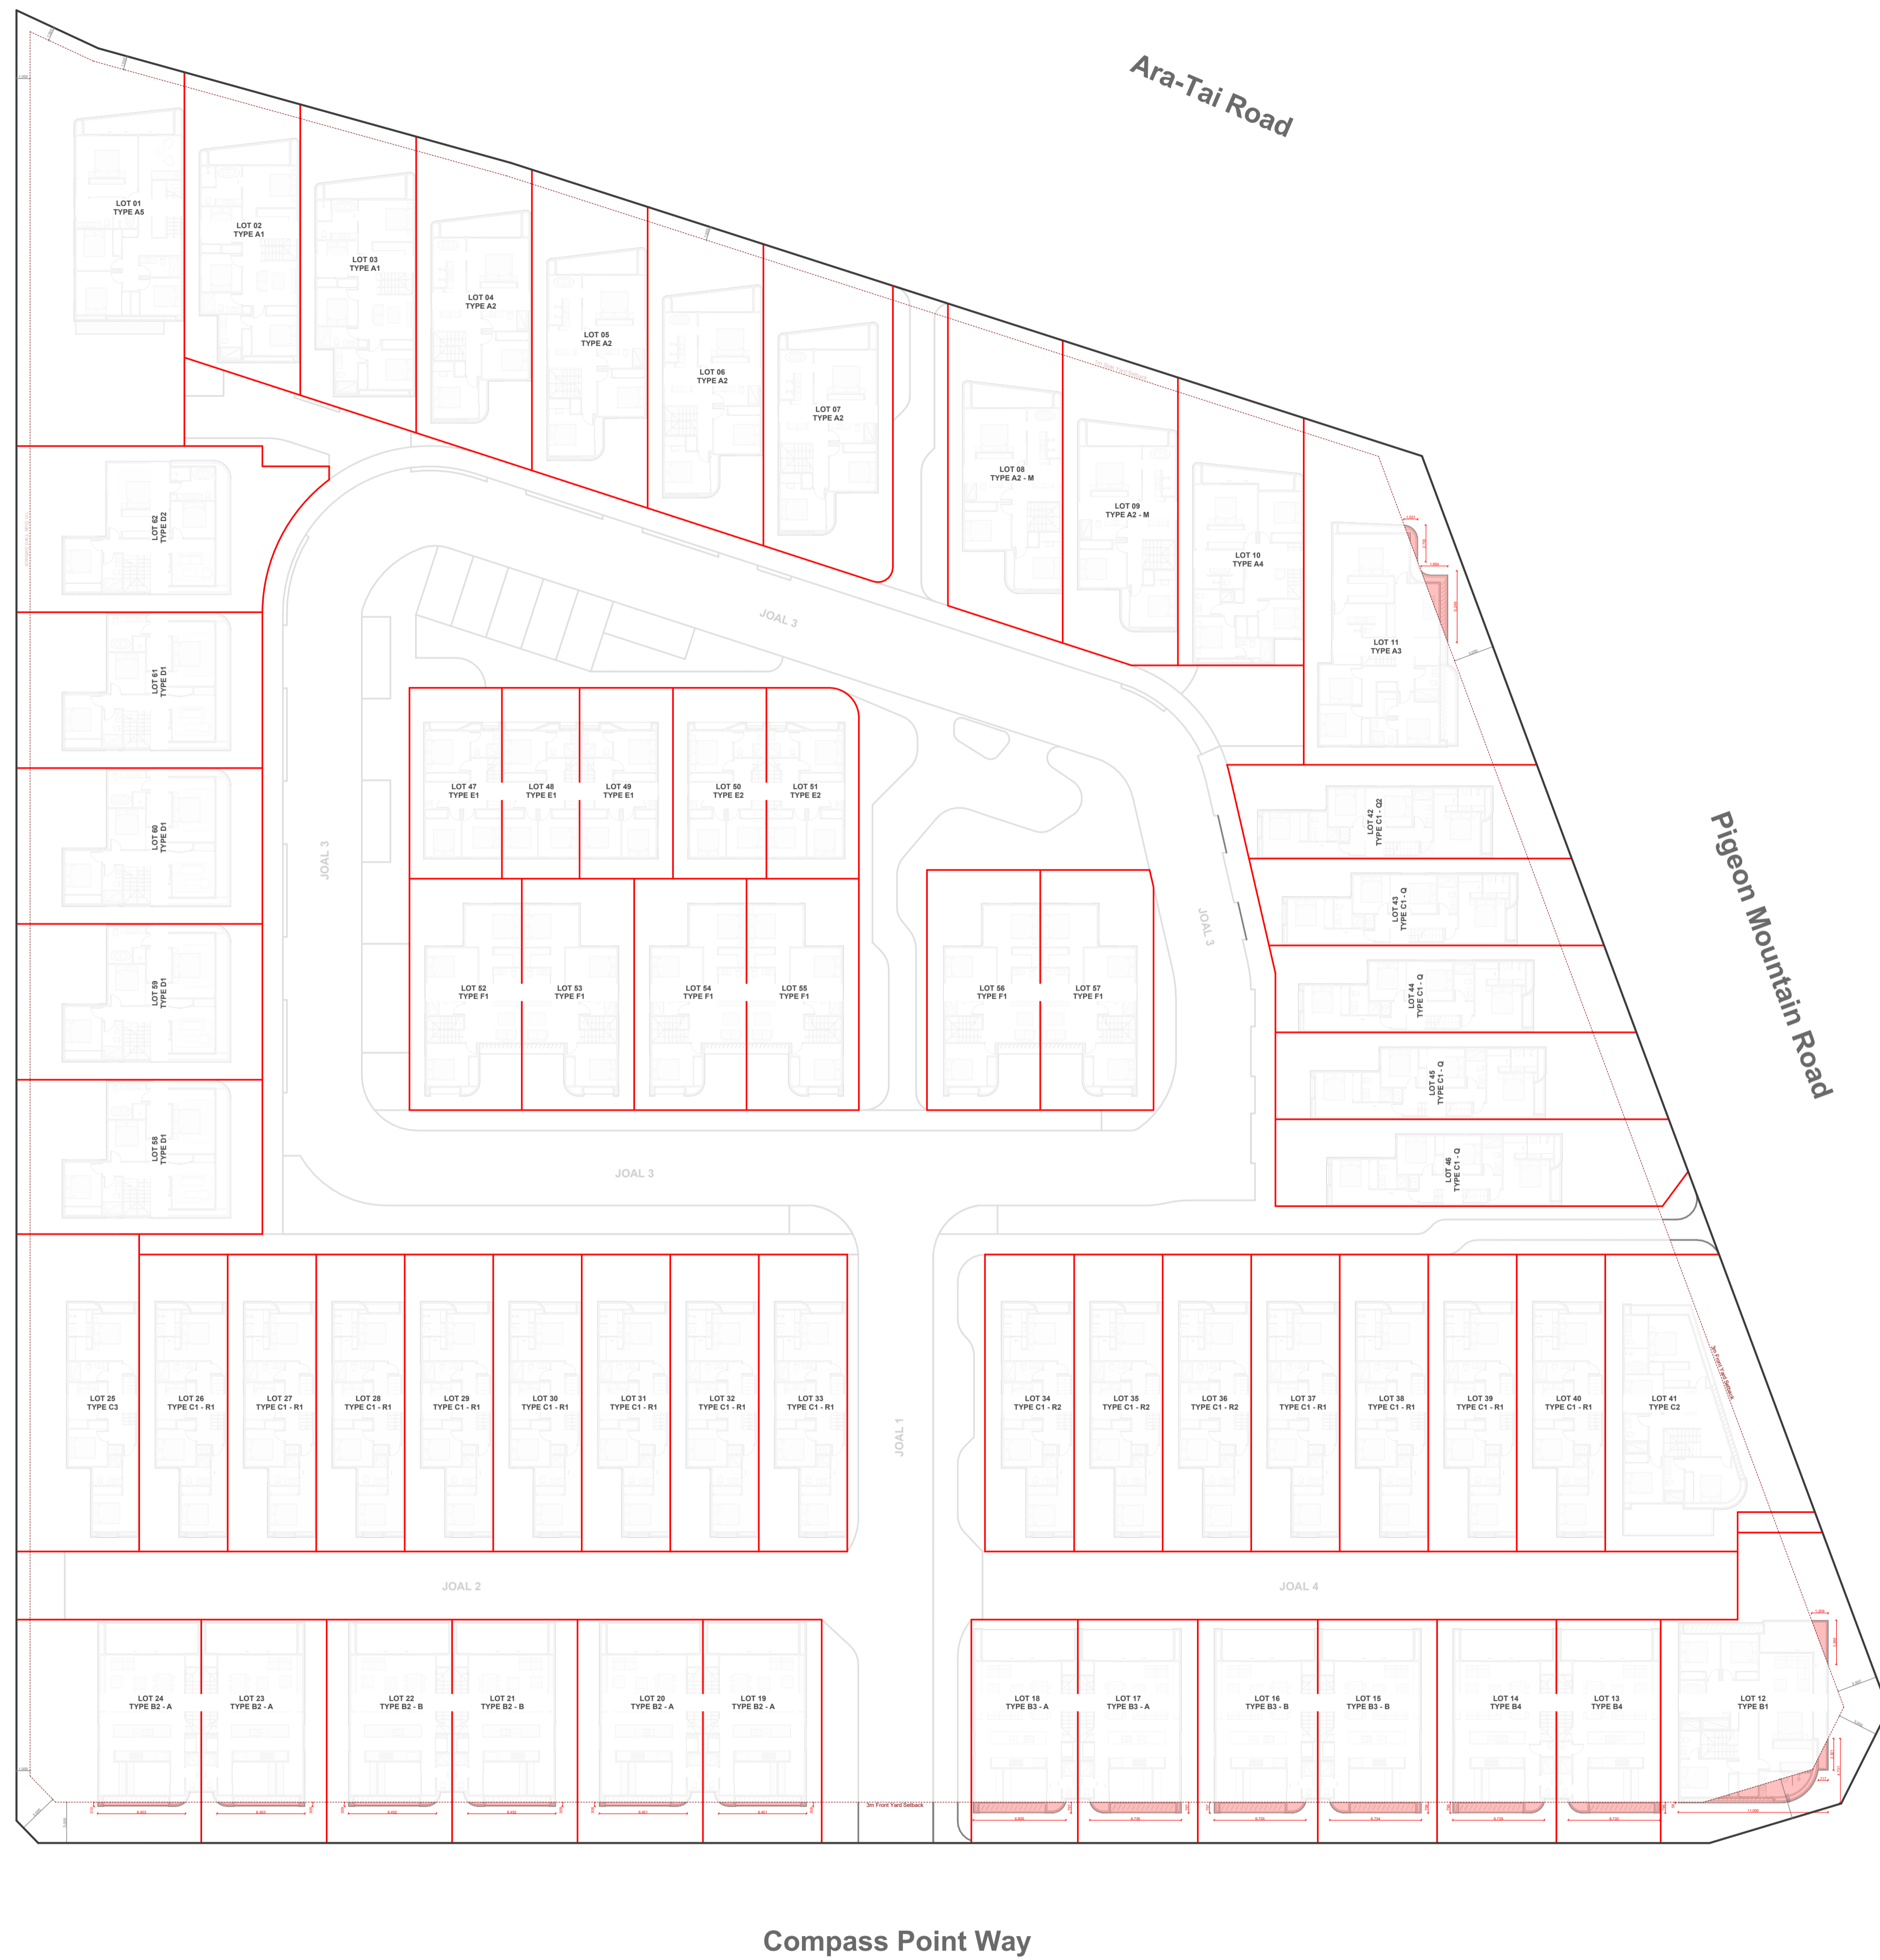 Ara-Tai Road
LOT 01
TYPE A5
LOT 02
TYPE A1
LOT 03
TYPE A1
LOT 04
TYPE A2
LOT 05
TYPE A2
LOT 06
TYPE A2
LOT 07
TYPE A2
LOT 08
TYPE A2 - M
LOT 09
TYPE A2 - M
LOT 10
TYPE A4
LOT 11
TYPE A3
LOT 62
TYPE D2
LOT 61
TYPE D1
LOT 60
TYPE D1
LOT 59
TYPE D1
LOT 58
TYPE D1
JOAL 3
JOAL 3
JOAL 3
JOAL 3
LOT 47
TYPE E1
LOT 48
TYPE E1
LOT 49
TYPE E1
LOT 50
TYPE E2
LOT 51
TYPE E2
LOT 52
TYPE F1
LOT 53
TYPE F1
LOT 54
TYPE F1
LOT 55
TYPE F1
LOT 56
TYPE F1
LOT 57
TYPE F1
LOT 42
TYPE C1 - Q2
LOT 43
TYPE C1 - Q
LOT 44
TYPE C1 - Q
LOT 45
TYPE C1 - Q
LOT 46
TYPE C1 - Q
Pigeon Mountain Road
LOT 25
TYPE C3
LOT 26
TYPE C1 - R1
LOT 27
TYPE C1 - R1
LOT 28
TYPE C1 - R1
LOT 29
TYPE C1 - R1
LOT 30
TYPE C1 - R1
LOT 31
TYPE C1 - R1
LOT 32
TYPE C1 - R1
LOT 33
TYPE C1 - R1
JOAL 1
LOT 34
TYPE C1 - R2
LOT 35
TYPE C1 - R2
LOT 36
TYPE C1 - R2
LOT 37
TYPE C1 - R1
LOT 38
TYPE C1 - R1
LOT 39
TYPE C1 - R1
LOT 40
TYPE C1 - R1
LOT 41
TYPE C2
3m Front Yard Setback
JOAL 2
JOAL 4
LOT 24
TYPE B2 - A
LOT 23
TYPE B2 - A
LOT 22
TYPE B2 - B
LOT 21
TYPE B2 - B
LOT 20
TYPE B2 - A
LOT 19
TYPE B2 - A
LOT 18
TYPE B3 - A
LOT 17
TYPE B3 - A
LOT 16
TYPE B3 - B
LOT 15
TYPE B3 - B
LOT 14
TYPE B4
LOT 13
TYPE B4
LOT 12
TYPE B1
3m Front Yard Setback
11,000
Compass Point Way